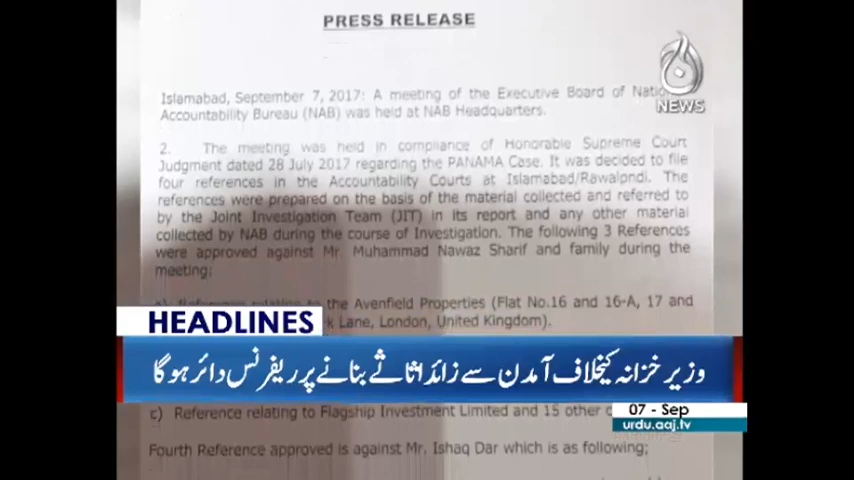 PRESS RELEASE
NEWS
Islamabad, September 7, 2017: A meeting of the Executive Board of
Accountability Bureau (NAB) was held at NAB Headquarters.
2. The meeting was held in compliance of Honorable Supreme Court
Judgment dated 28 July 2017 regarding the PANAMA Case. It was decided to file
four references in the Accountability Courts at Islamabad/Rawalpndi. The
references were prepared on the basis of the material collected and referred to
by the Joint Investigation Team (JIT) in its report and any other material
collected by NAB during the course of Investigation. The following 3 References
were approved against Mr. Muhammad Nawaz Sharif and family during the
meeting;
Reference relating to the Avenfield Properties (Flat No.16 and 16-A, 17 and
Lane, London, United Kingdom).
HEADLINES
وزیر خزانہ کیخلاف آمدن سے زائد اثاثے بنانے پر ریفرنس دائر ہوگا
c) Reference relating to Flagship Investment Limited and 15 other
07 - Sep
urdu.aaj.tv
Fourth Reference approved is against Mr. Ishaq Dar which is as following;